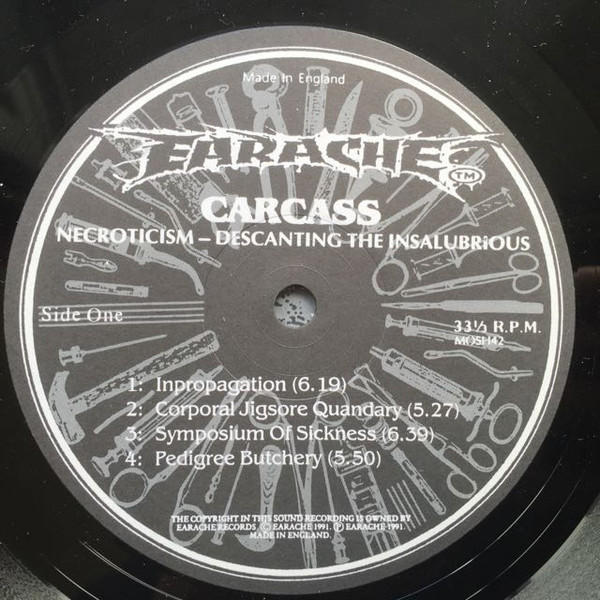 Made In England
EARACHE
TM
CARCASS
NECROTICISM – DESCANTING THE INSALUBRIOUS
Side One
33⅓ R.P.M.
MOSH42
1: Inpropagation (6.19)
2: Corporal Jigsore Quandary (5.27)
3: Symposium Of Sickness (6.39)
4: Pedigree Butchery (5.50)
THE COPYRIGHT IN THIS SOUND RECORDING IS OWNED BY
EARACHE RECORDS. Ⓒ EARACHE 1991. Ⓟ EARACHE 1991.
MADE IN ENGLAND.